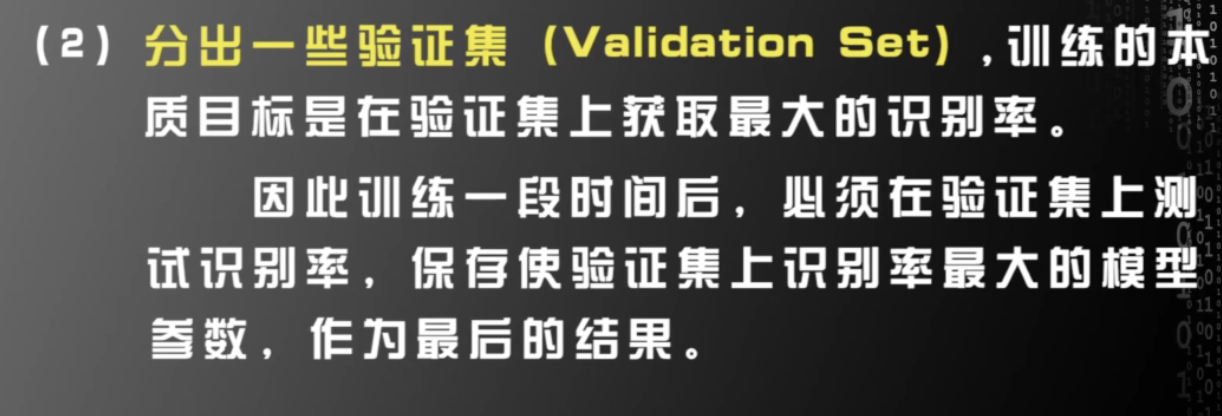 (2) 分出一些验证集 (Validation Set) ,训练的本
质目标是在验证集上获取最大的识别率。
因此训练一段时间后，必须在验证集上测
试识别率，保存使验证集上识别率最大的模型
参数，作为最后的结果。